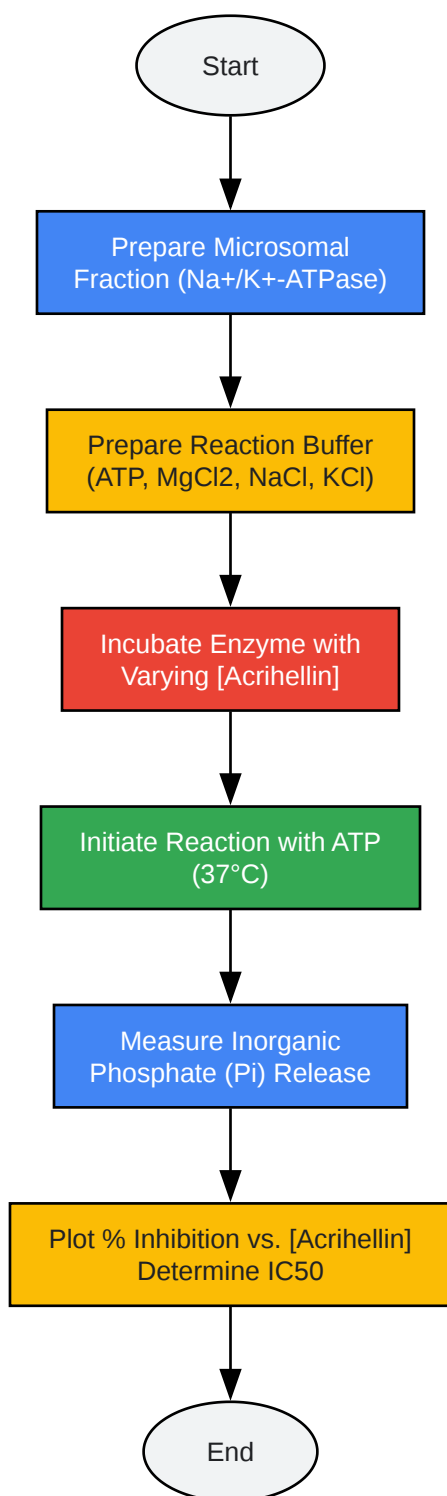 Start
Prepare Microsomal
Fraction (Na+/K+-ATPase)
Prepare Reaction Buffer
(ATP, MgCl2, NaCl, KCl)
Incubate Enzyme with
Varying [Acrihellin]
Initiate Reaction with ATP
(37°C)
Measure Inorganic
Phosphate (Pi) Release
Plot % Inhibition vs. [Acrihellin]
Determine IC50
End